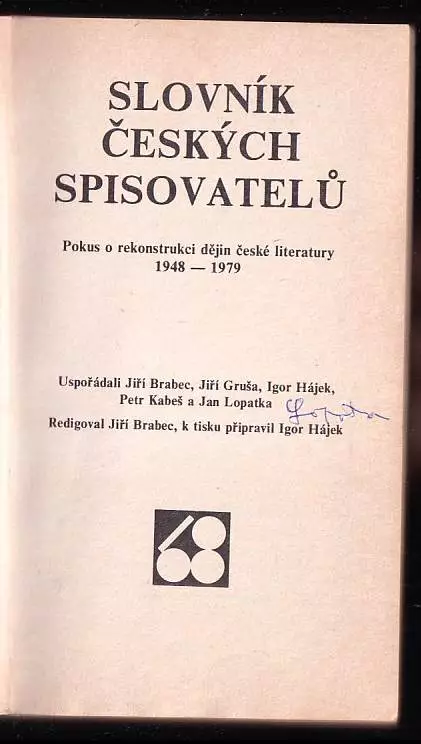 SLOVNÍK
ČESKÝCH
SPISOVATELŮ
Pokus o rekonstrukci dějin české literatury
1948 — 1979
Uspořádali Jiří Brabec, Jiří Gruša, Igor Hájek,
Petr Kabeš a Jan Lopatka
Lopatka
Redigoval Jiří Brabec, k tisku připravil Igor Hájek
68